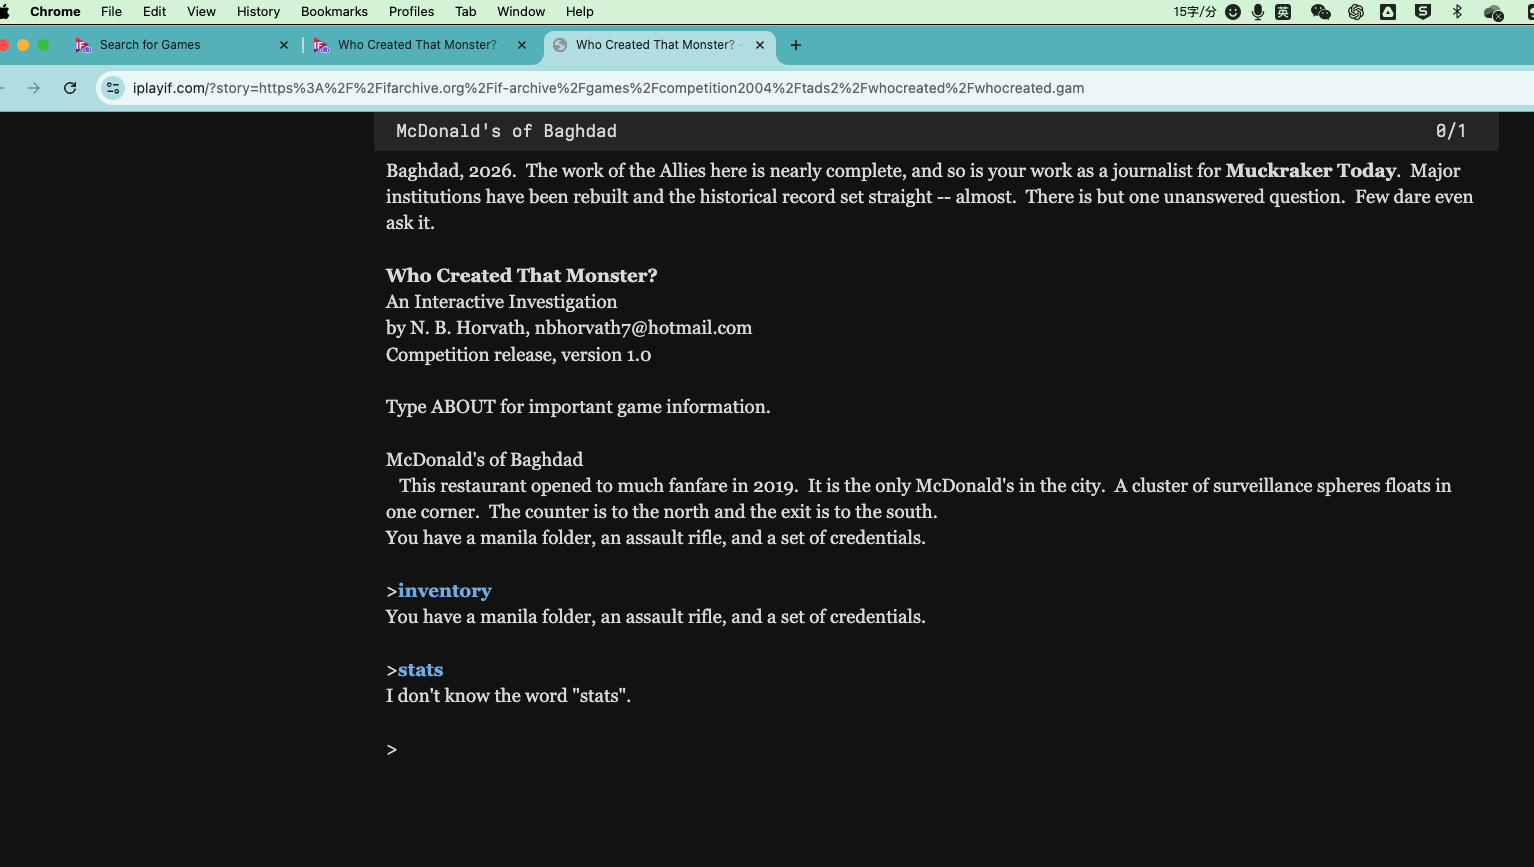 Chrome File Edit View History Bookmarks Profiles Tab Window Help 15字/分 英
Search for Games Who Created That Monster? Who Created That Monster?
iplayif.com/?story=https%3A%2F%2Fifarchive.org%2Fif-archive%2Fgames%2Fcompetition2004%2Ftads2%2Fwhocreated%2Fwhocreated.gam
McDonald's of Baghdad 0/1
Baghdad, 2026. The work of the Allies here is nearly complete, and so is your work as a journalist for Muckraker Today. Major
institutions have been rebuilt and the historical record set straight -- almost. There is but one unanswered question. Few dare even
ask it.
Who Created That Monster?
An Interactive Investigation
by N. B. Horvath, nbhorvath7@hotmail.com
Competition release, version 1.0
Type ABOUT for important game information.
McDonald's of Baghdad
This restaurant opened to much fanfare in 2019. It is the only McDonald's in the city. A cluster of surveillance spheres floats in
one corner. The counter is to the north and the exit is to the south.
You have a manila folder, an assault rifle, and a set of credentials.
>inventory
You have a manila folder, an assault rifle, and a set of credentials.
>stats
I don't know the word "stats".
>